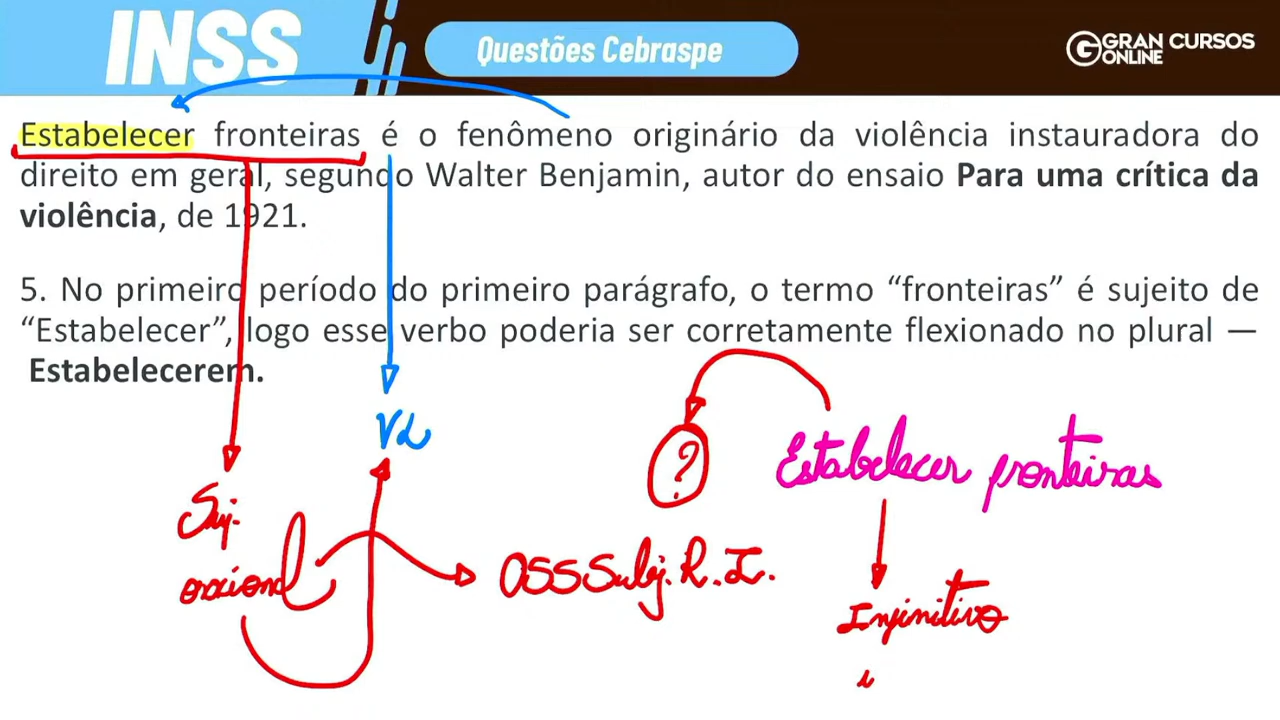 INSS
Questões Cebraspe
GRAN CURSOS
ONLINE
Estabelecer fronteiras é o fenômeno originário da violência instauradora do
direito em geral, segundo Walter Benjamin, autor do ensaio Para uma crítica da
violência, de 1921.
5. No primeiro período do primeiro parágrafo, o termo “fronteiras” é sujeito de
“Estabelecer”, logo esse verbo poderia ser corretamente flexionado no plural —
Estabelecerem.
VL
?
Estabelecer fronteiras
Suj.
oracional
OSSSubj. R. I.
Infinitivo
i